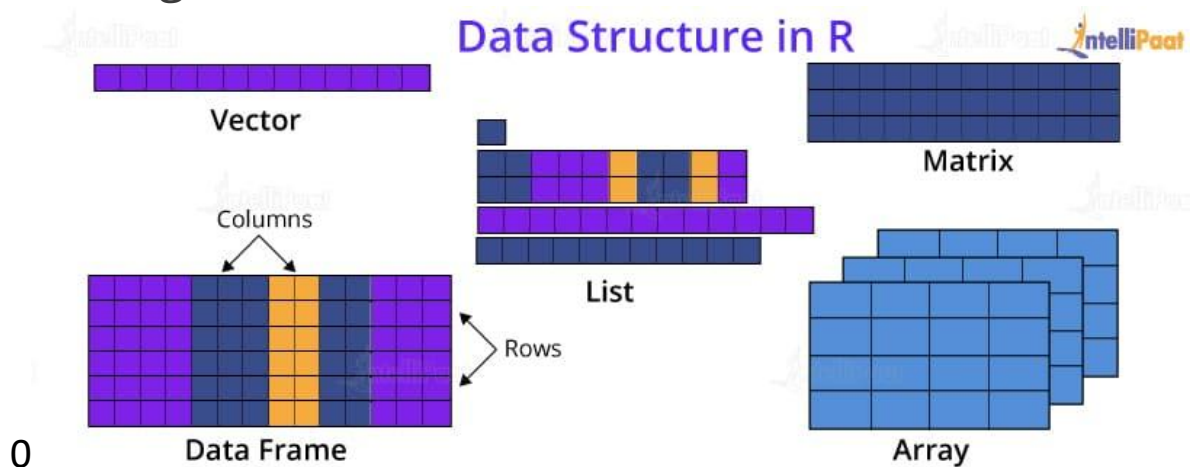 Data Structure in R
IntelliPaat
Vector
Matrix
Columns
List
Rows
Data Frame
Array
0